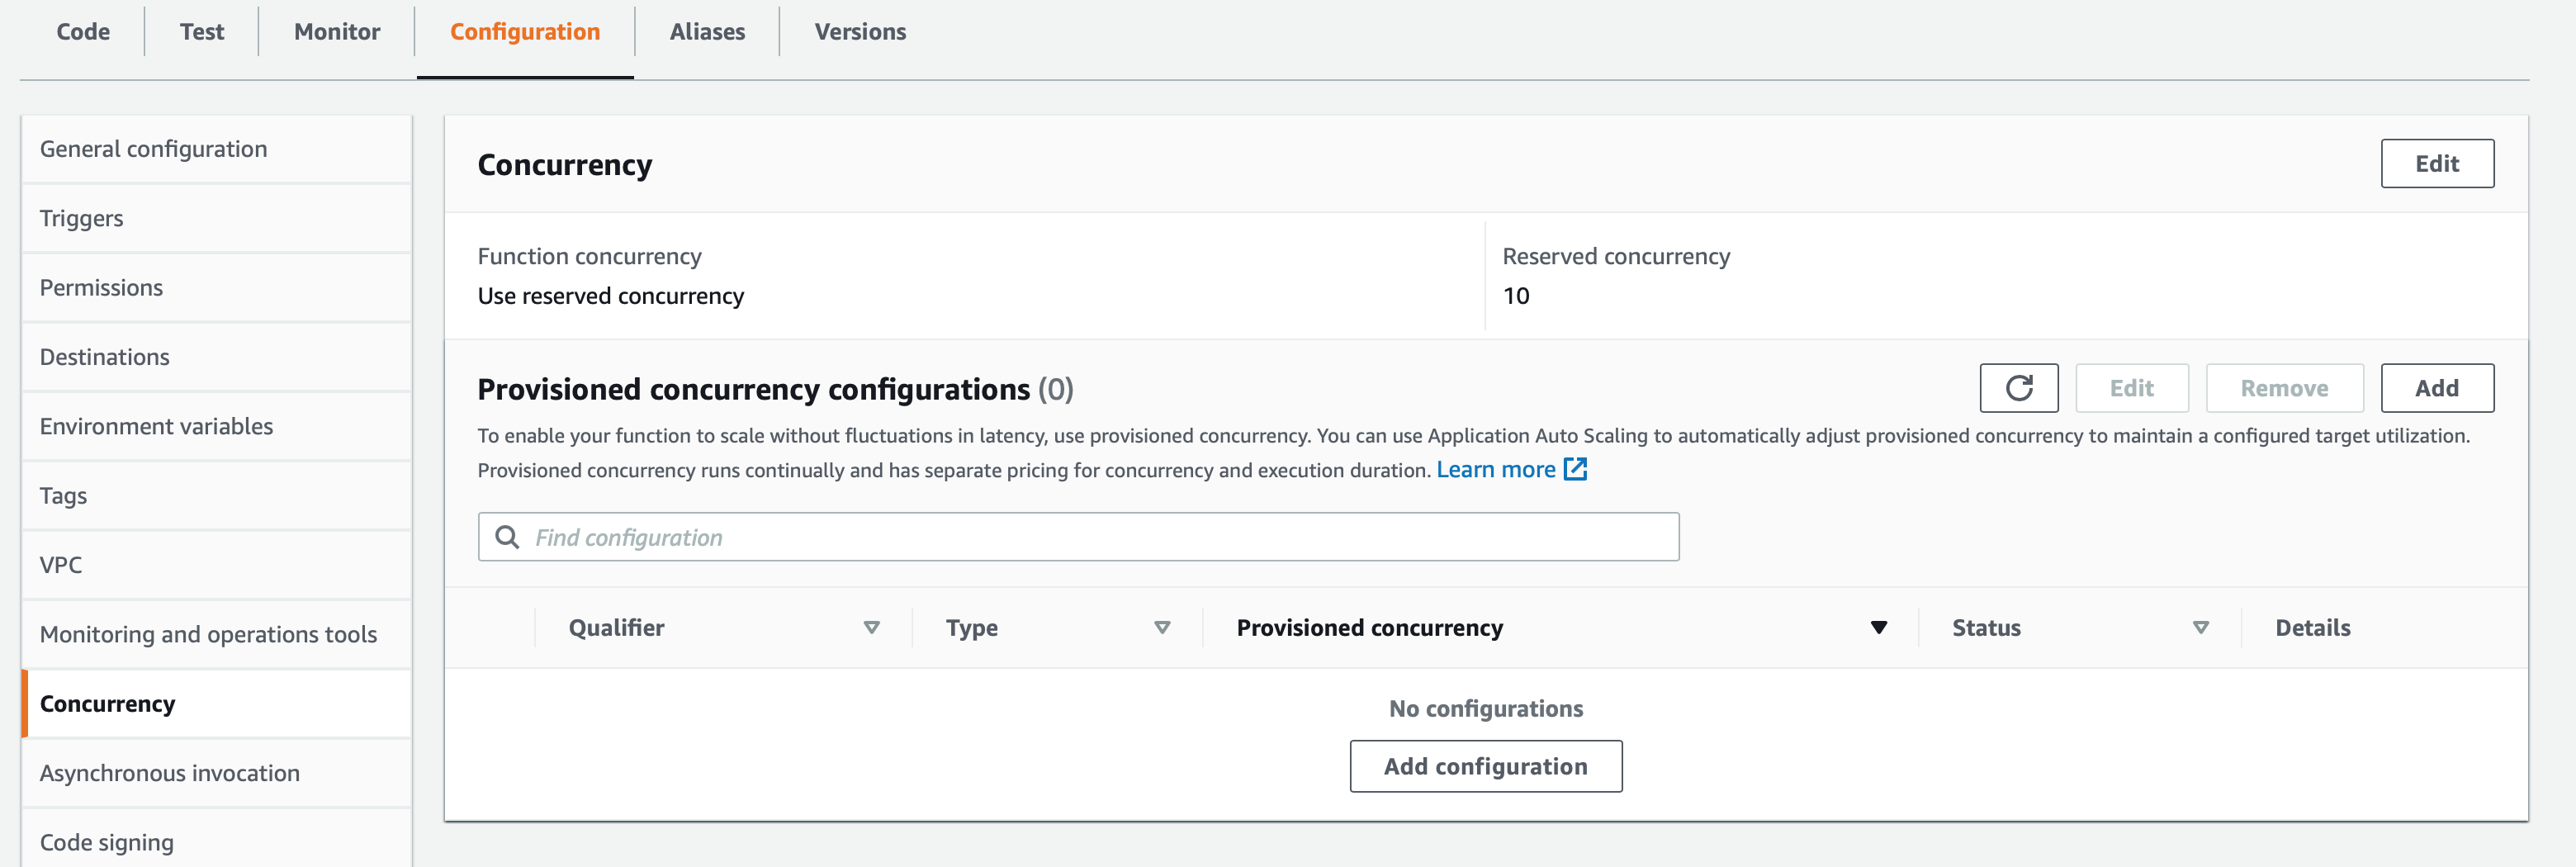 Code
Test
Monitor
Configuration
Aliases
Versions
General configuration
Triggers
Permissions
Destinations
Environment variables
Tags
VPC
Monitoring and operations tools
Concurrency
Asynchronous invocation
Code signing
Concurrency
Edit
Function concurrency
Use reserved concurrency
Reserved concurrency
10
Provisioned concurrency configurations (0)
Edit
Remove
Add
To enable your function to scale without fluctuations in latency, use provisioned concurrency. You can use Application Auto Scaling to automatically adjust provisioned concurrency to maintain a configured target utilization.
Provisioned concurrency runs continually and has separate pricing for concurrency and execution duration. Learn more
Find configuration
Qualifier
Type
Provisioned concurrency
Status
Details
No configurations
Add configuration